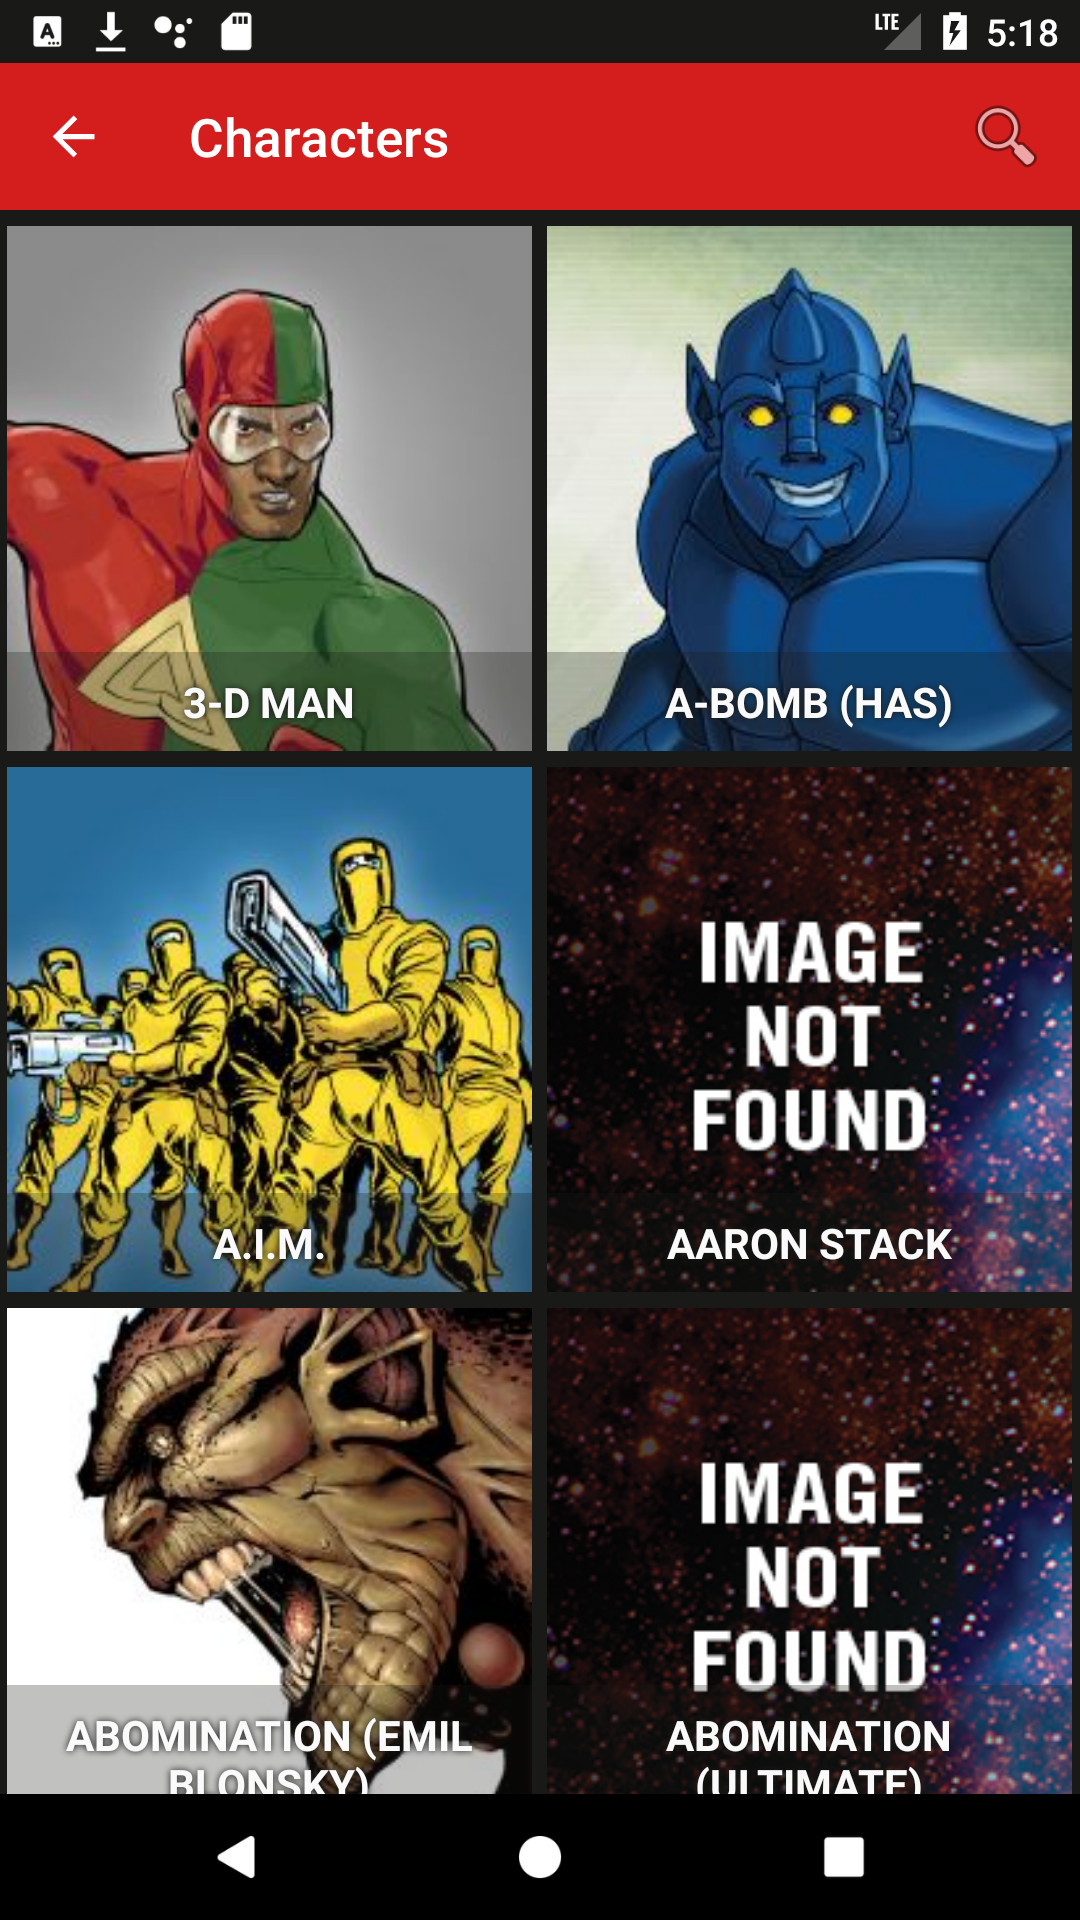 LTE 5:18
Characters
3-D MAN
A-BOMB (HAS)
IMAGE
NOT
FOUND
A.I.M.
AARON STACK
IMAGE
NOT
FOUND
ABOMINATION (EMIL
BLONSKY)
ABOMINATION
(ULTIMATE)